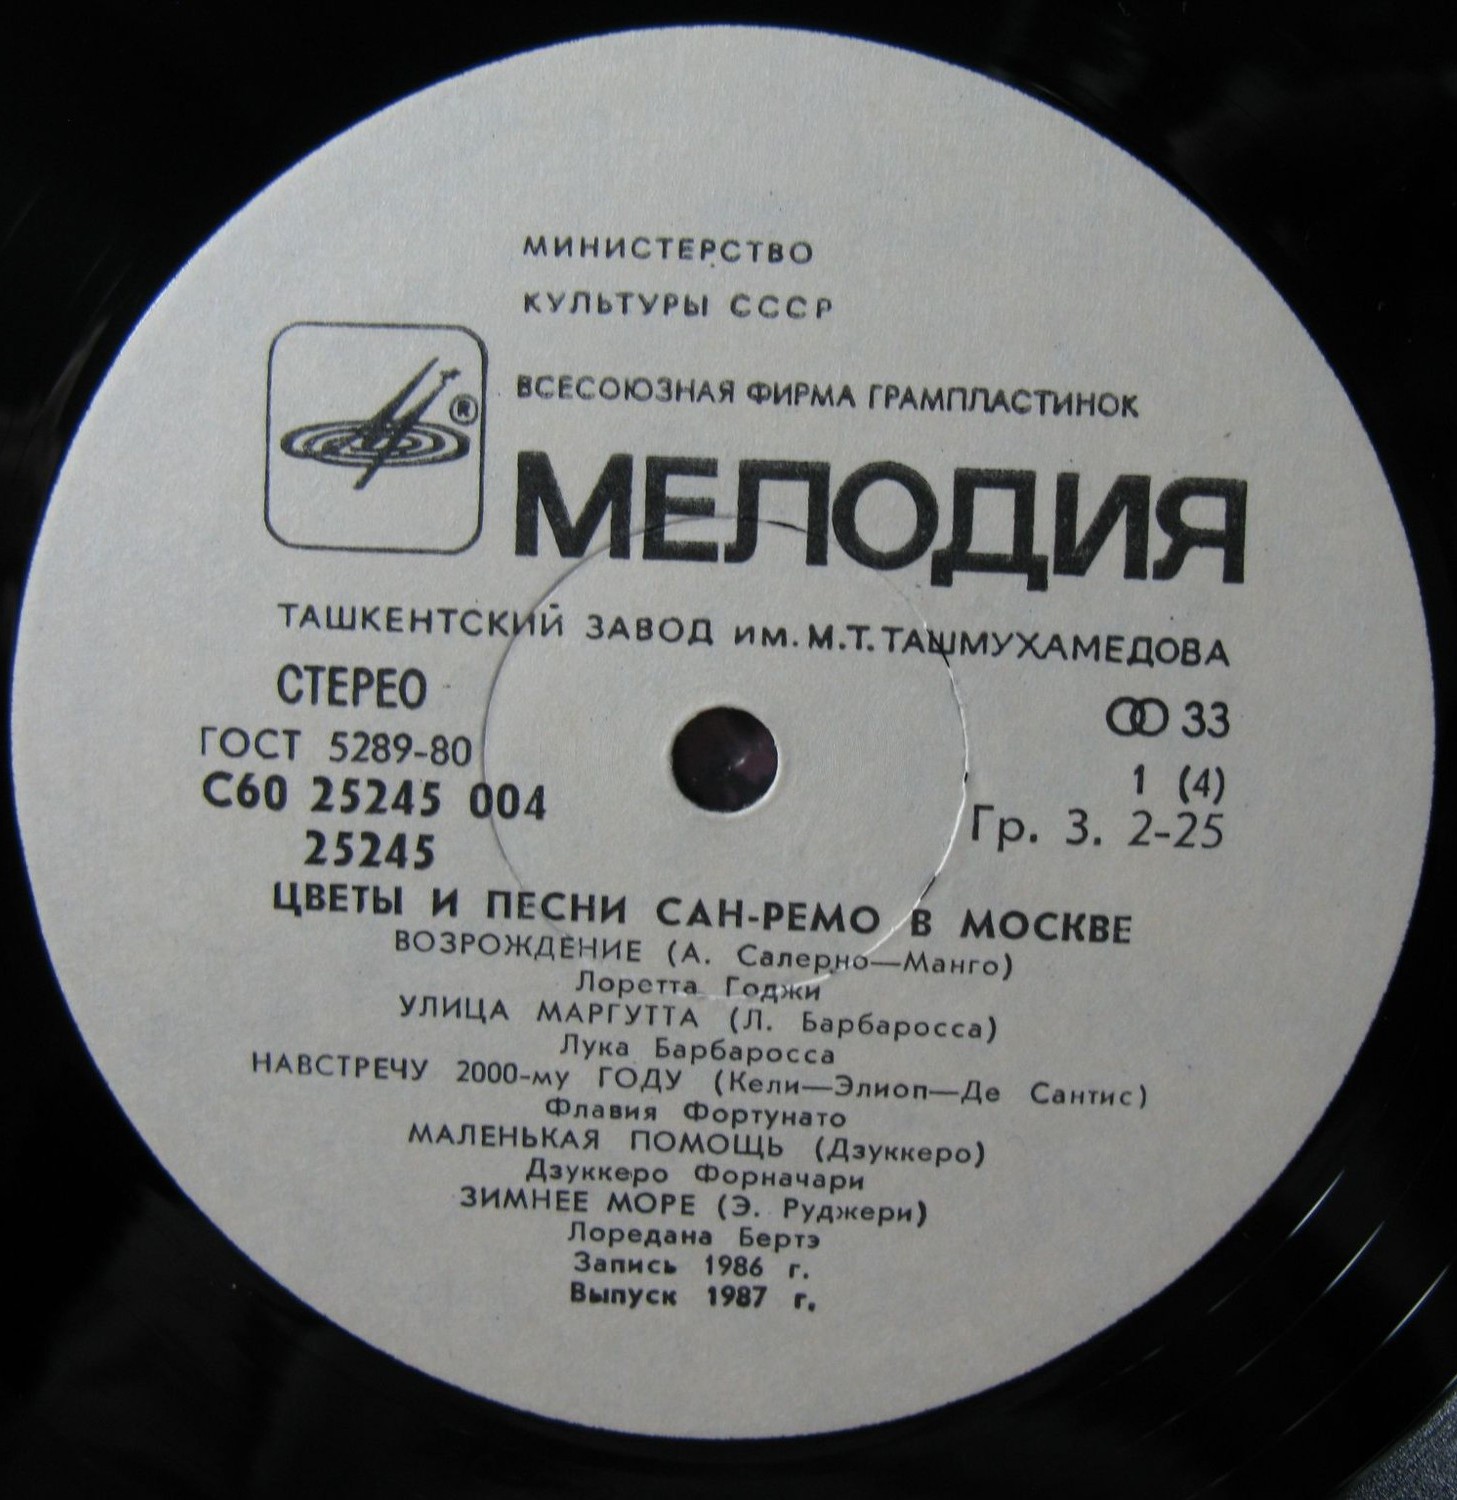 МИНИСТЕРСТВО
КУЛЬТУРЫ СССР
ВСЕСОЮЗНАЯ ФИРМА ГРАМПЛАСТИНОК
®
МЕЛОДИЯ
ТАШКЕНТСКИЙ ЗАВОД им. М.Т. ТАШМУХАМЕДОВА
СТЕРЕО
33
ГОСТ 5289-80
1 (4)
С60 25245 004
Гр. 3. 2-25
25245
ЦВЕТЫ И ПЕСНИ САН-РЕМО В МОСКВЕ
ВОЗРОЖДЕНИЕ (А. Салерно—Манго)
Лоретта Годжи
УЛИЦА МАРГУТТА (Л. Барбаросса)
Лука Барбаросса
НАВСТРЕЧУ 2000-му ГОДУ (Кели—Элиоп—Де Сантис)
Флавия Фортунато
МАЛЕНЬКАЯ ПОМОЩЬ (Дзуккеро)
Дзуккеро Форначари
ЗИМНЕЕ МОРЕ (Э. Руджери)
Лоредана Бертэ
Запись 1986 г.
Выпуск 1987 г.